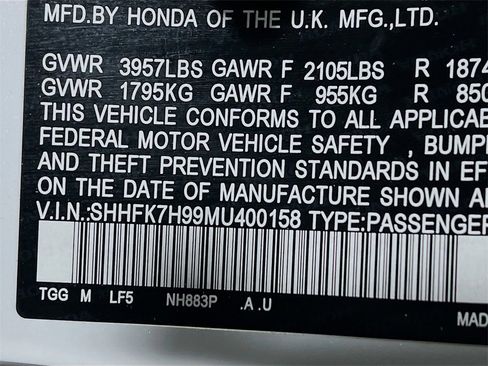 MFD.BY HONDA OF THE U.K. MFG.,LTD.
GVWR 3957LBS GAWR F 2105LBS R 1874
GVWR 1795KG GAWR F 955KG R 850
THIS VEHICLE CONFORMS TO ALL APPLICAB
FEDERAL MOTOR VEHICLE SAFETY , BUMP
AND THEFT PREVENTION STANDARDS IN EF
ON THE DATE OF MANUFACTURE SHOWN A
V.I.N.:SHHFK7H99MU400158 TYPE:PASSENGER
TGG M LF5 NH883P .A .U
MAD